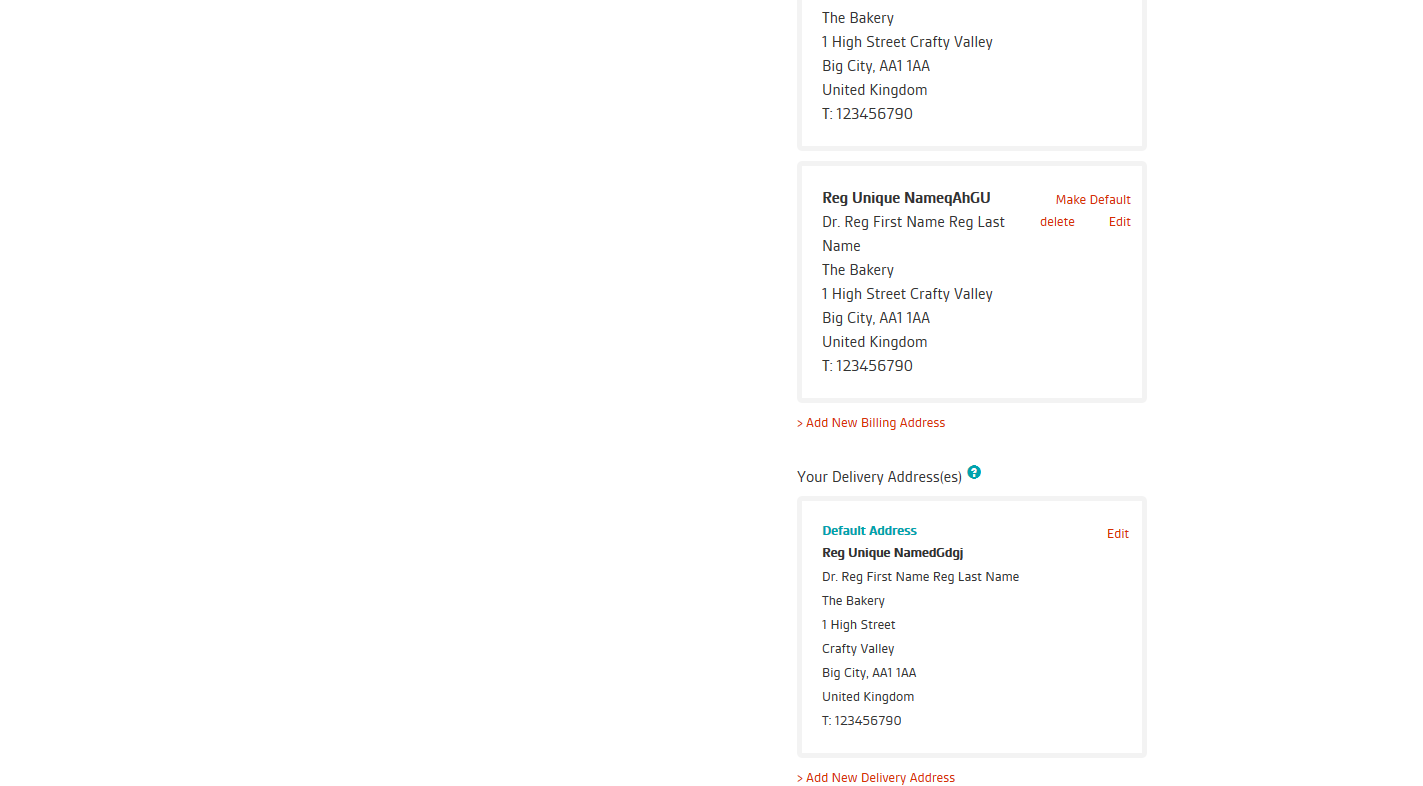 The Bakery
1 High Street Crafty Valley
Big City, AA1 1AA
United Kingdom
T: 123456790
Reg Unique NameqAhGU
Make Default
Dr. Reg First Name Reg Last
delete Edit
Name
The Bakery
1 High Street Crafty Valley
Big City, AA1 1AA
United Kingdom
T: 123456790
> Add New Billing Address
Your Delivery Address(es) ?
Default Address
Edit
Reg Unique NamedGdgj
Dr. Reg First Name Reg Last Name
The Bakery
1 High Street
Crafty Valley
Big City, AA1 1AA
United Kingdom
T: 123456790
> Add New Delivery Address